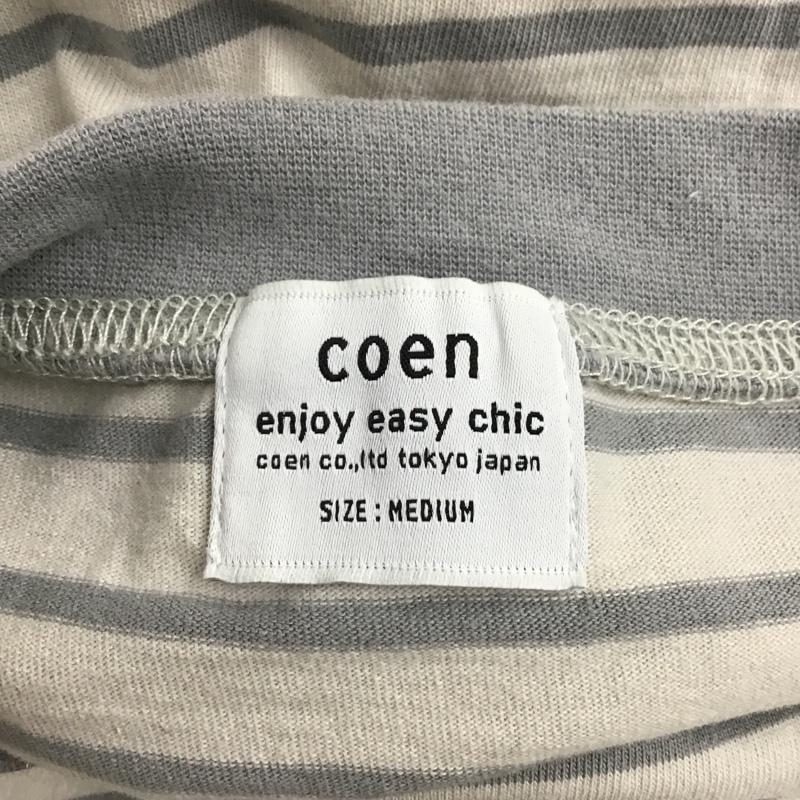 coen
enjoy easy chic
coen co.,ltd tokyo japan
SIZE : MEDIUM